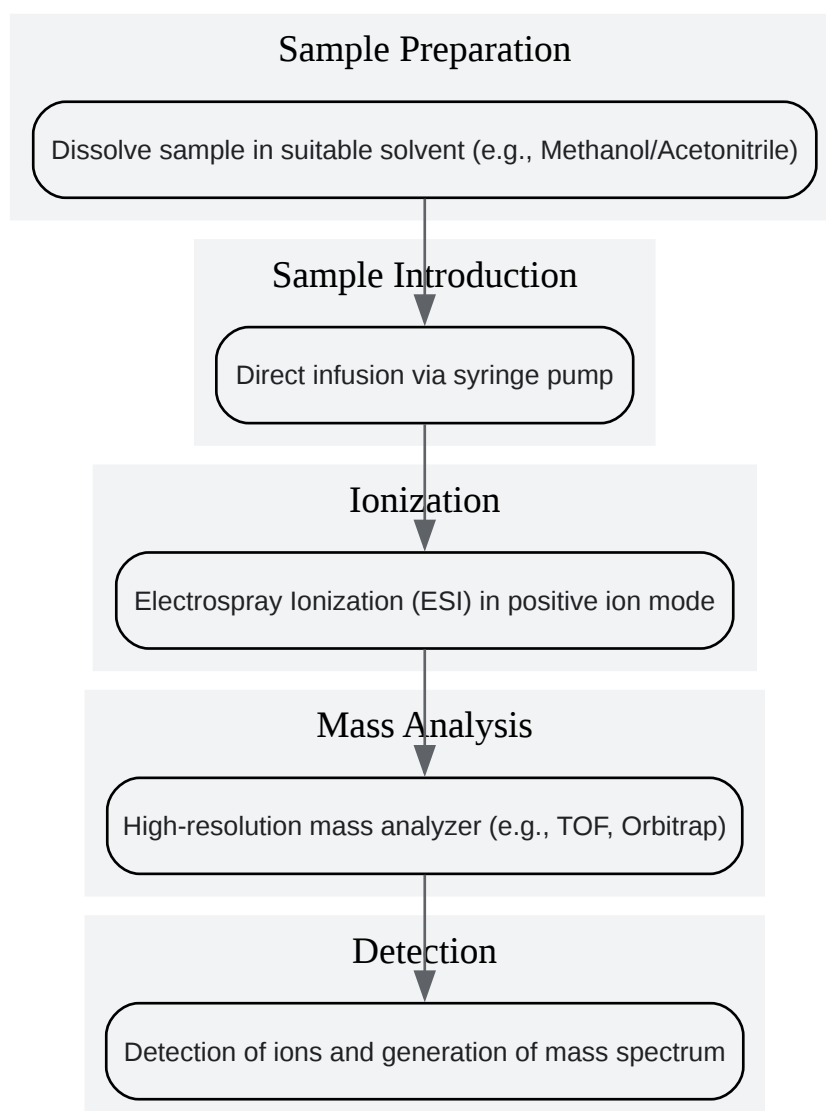 Sample Preparation
Dissolve sample in suitable solvent (e.g., Methanol/Acetonitrile)
Sample Introduction
Direct infusion via syringe pump
Ionization
Electrospray Ionization (ESI) in positive ion mode
Mass Analysis
High-resolution mass analyzer (e.g., TOF, Orbitrap)
Detection
Detection of ions and generation of mass spectrum